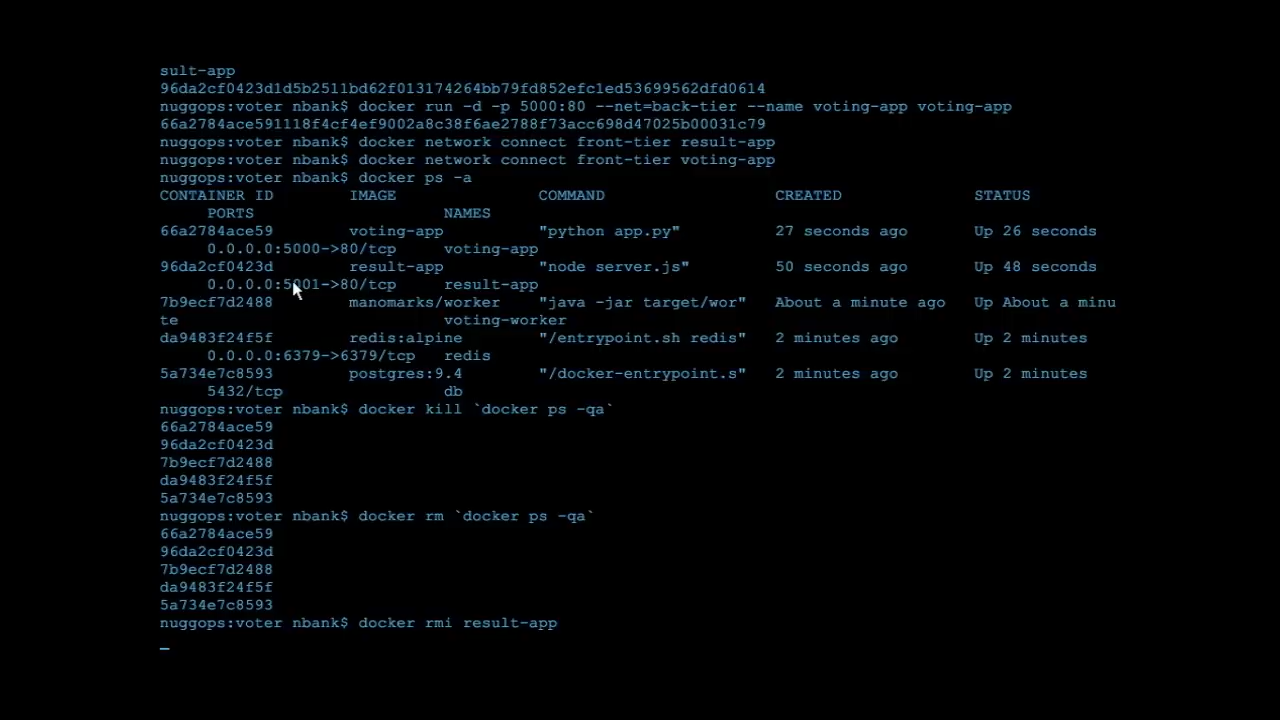 sult-app
96da2cf0423d1d5b2511bd62f013174264bb79fd852efc1ed53699562dfd0614
nuggops:voter nbank$ docker run -d -p 5000:80 --net=back-tier --name voting-app voting-app
66a2784ace591118f4cf4ef9002a8c38f6ae2788f73acc698d47025b00031c79
nuggops:voter nbank$ docker network connect front-tier result-app
nuggops:voter nbank$ docker network connect front-tier voting-app
nuggops:voter nbank$ docker ps -a
CONTAINER ID        IMAGE               COMMAND                  CREATED              STATUS
     PORTS                    NAMES
66a2784ace59        voting-app          "python app.py"          27 seconds ago       Up 26 seconds
     0.0.0.0:5000->80/tcp     voting-app
96da2cf0423d        result-app          "node server.js"         50 seconds ago       Up 48 seconds
     0.0.0.0:5001->80/tcp     result-app
7b9ecf7d2488        manomarks/worker    "java -jar target/wor"   About a minute ago   Up About a minu
te                            voting-worker
da9483f24f5f        redis:alpine        "/entrypoint.sh redis"   2 minutes ago        Up 2 minutes
     0.0.0.0:6379->6379/tcp   redis
5a734e7c8593        postgres:9.4        "/docker-entrypoint.s"   2 minutes ago        Up 2 minutes
     5432/tcp                 db
nuggops:voter nbank$ docker kill `docker ps -qa`
66a2784ace59
96da2cf0423d
7b9ecf7d2488
da9483f24f5f
5a734e7c8593
nuggops:voter nbank$ docker rm `docker ps -qa`
66a2784ace59
96da2cf0423d
7b9ecf7d2488
da9483f24f5f
5a734e7c8593
nuggops:voter nbank$ docker rmi result-app